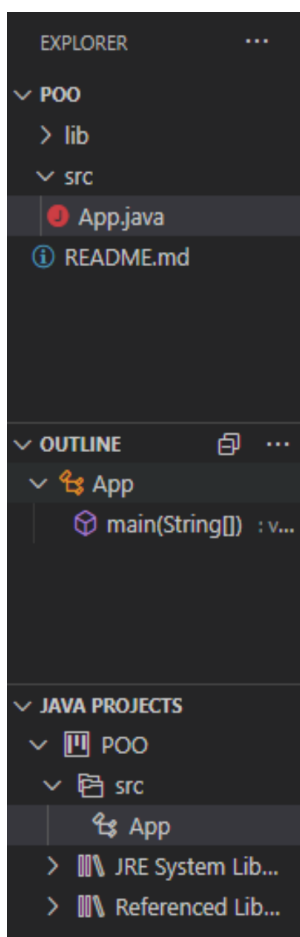 EXPLORER ...
POO
lib
src
App.java
README.md
OUTLINE ...
App
main(String[]) : v...
JAVA PROJECTS
POO
src
App
JRE System Lib...
Referenced Lib...